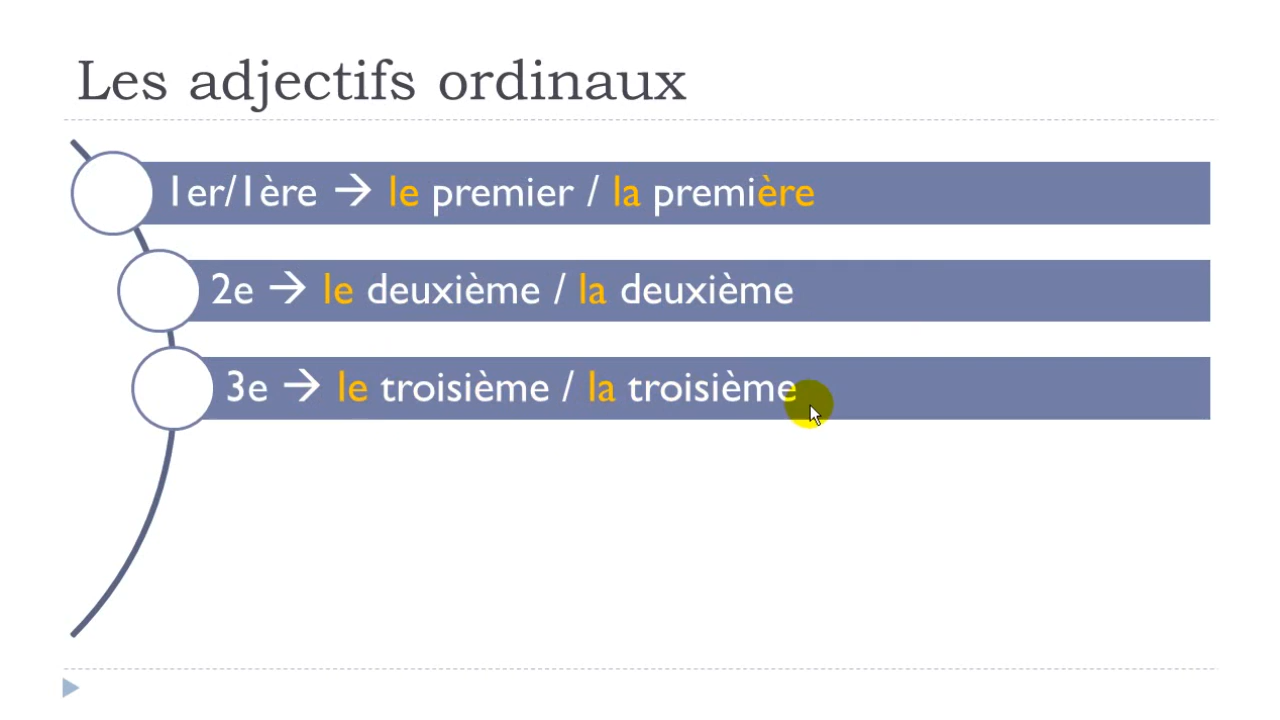 Les adjectifs ordinaux
1er/1ère → le premier / la première
2e → le deuxième / la deuxième
3e → le troisième / la troisième